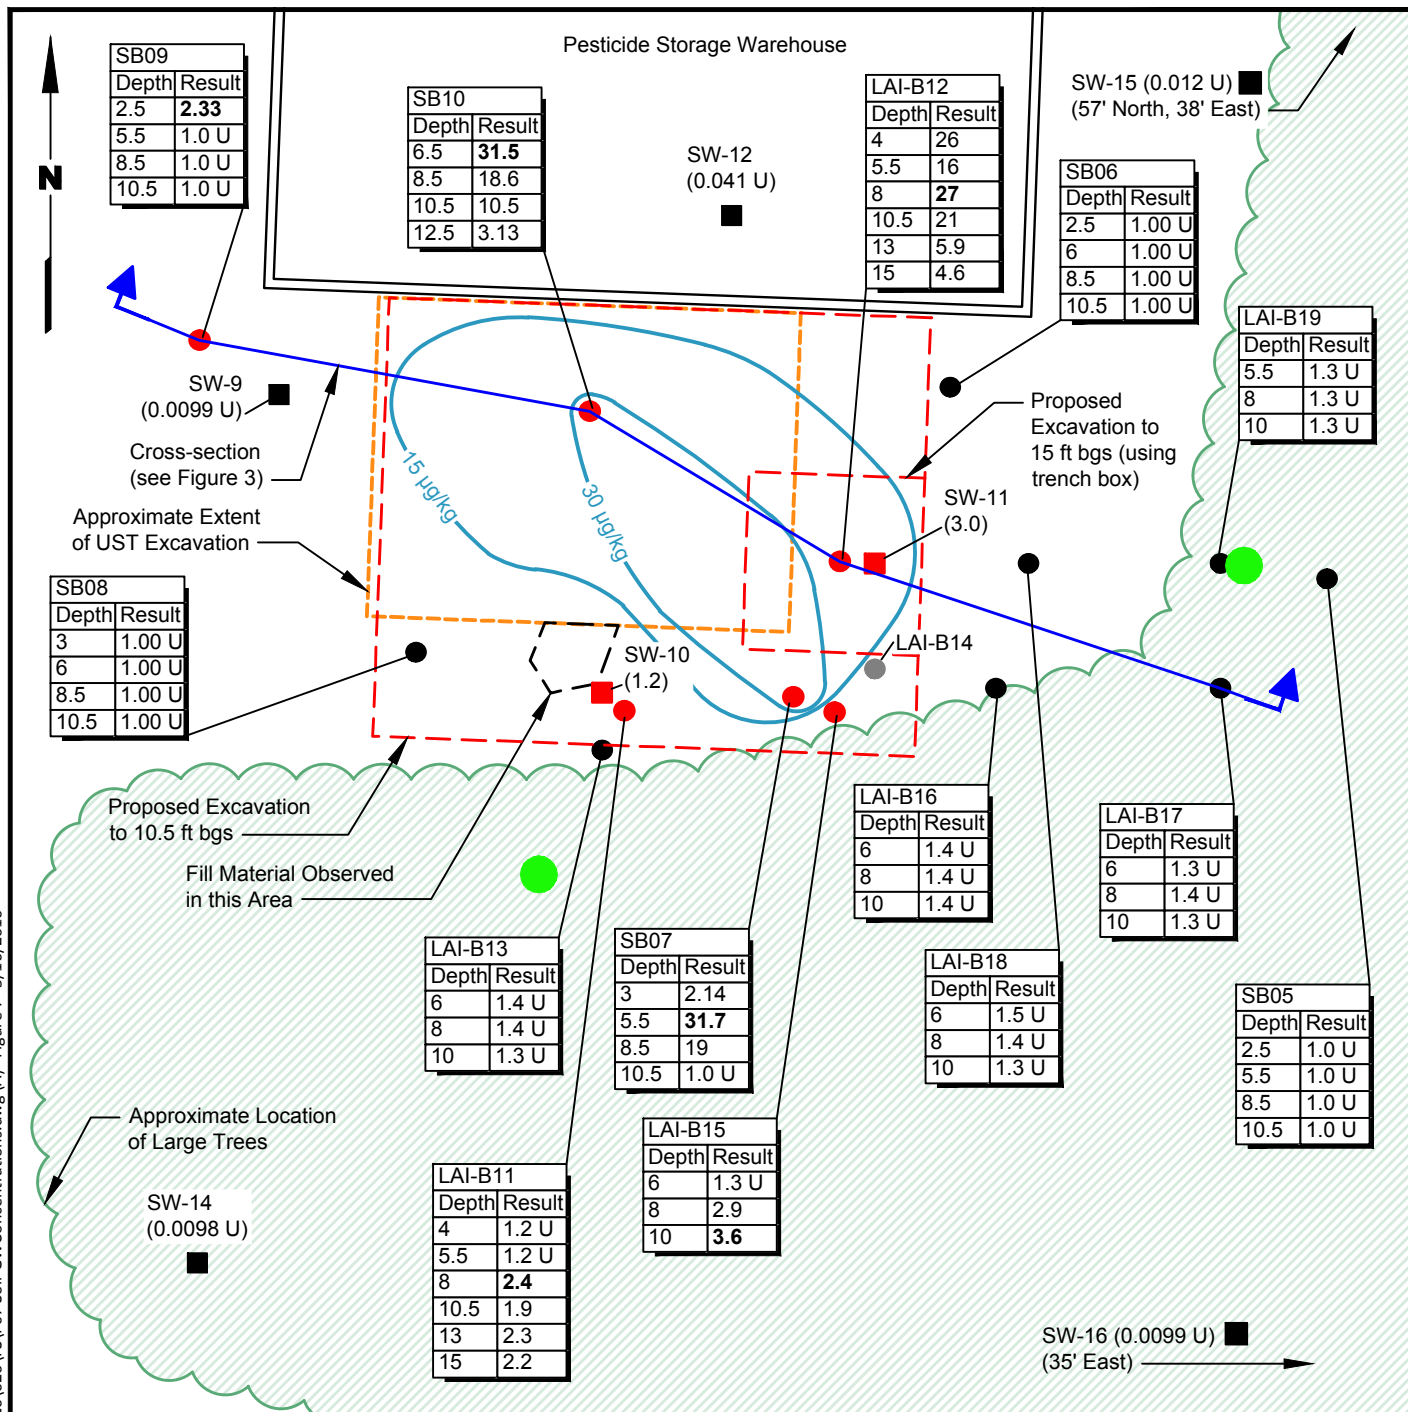 Pesticide Storage Warehouse
N
SB09
Depth Result
2.5 2.33
5.5 1.0 U
8.5 1.0 U
10.5 1.0 U
SB10
Depth Result
6.5 31.5
8.5 18.6
10.5 10.5
12.5 3.13
SW-12
(0.041 U)
LAI-B12
Depth Result
4 26
5.5 16
8 27
10.5 21
13 5.9
15 4.6
SW-15 (0.012 U)
(57' North, 38' East)
SB06
Depth Result
2.5 1.00 U
6 1.00 U
8.5 1.00 U
10.5 1.00 U
LAI-B19
Depth Result
5.5 1.3 U
8 1.3 U
10 1.3 U
SW-9
(0.0099 U)
Cross-section
(see Figure 3)
Approximate Extent
of UST Excavation
15 µg/kg
30 µg/kg
Proposed
Excavation to
15 ft bgs (using
trench box)
SW-11
(3.0)
SB08
Depth Result
3 1.00 U
6 1.00 U
8.5 1.00 U
10.5 1.00 U
SW-10
(1.2)
LAI-B14
Proposed Excavation
to 10.5 ft bgs
Fill Material Observed
in this Area
LAI-B16
Depth Result
6 1.4 U
8 1.4 U
10 1.4 U
LAI-B17
Depth Result
6 1.3 U
8 1.4 U
10 1.3 U
LAI-B13
Depth Result
6 1.4 U
8 1.4 U
10 1.3 U
SB07
Depth Result
3 2.14
5.5 31.7
8.5 19
10.5 1.0 U
LAI-B18
Depth Result
6 1.5 U
8 1.4 U
10 1.3 U
SB05
Depth Result
2.5 1.0 U
5.5 1.0 U
8.5 1.0 U
10.5 1.0 U
Approximate Location
of Large Trees
LAI-B15
Depth Result
6 1.3 U
8 2.9
10 3.6
LAI-B11
Depth Result
4 1.2 U
5.5 1.2 U
8 2.4
10.5 1.9
13 2.3
15 2.2
SW-14
(0.0098 U)
SW-16 (0.0099 U)
(35' East)